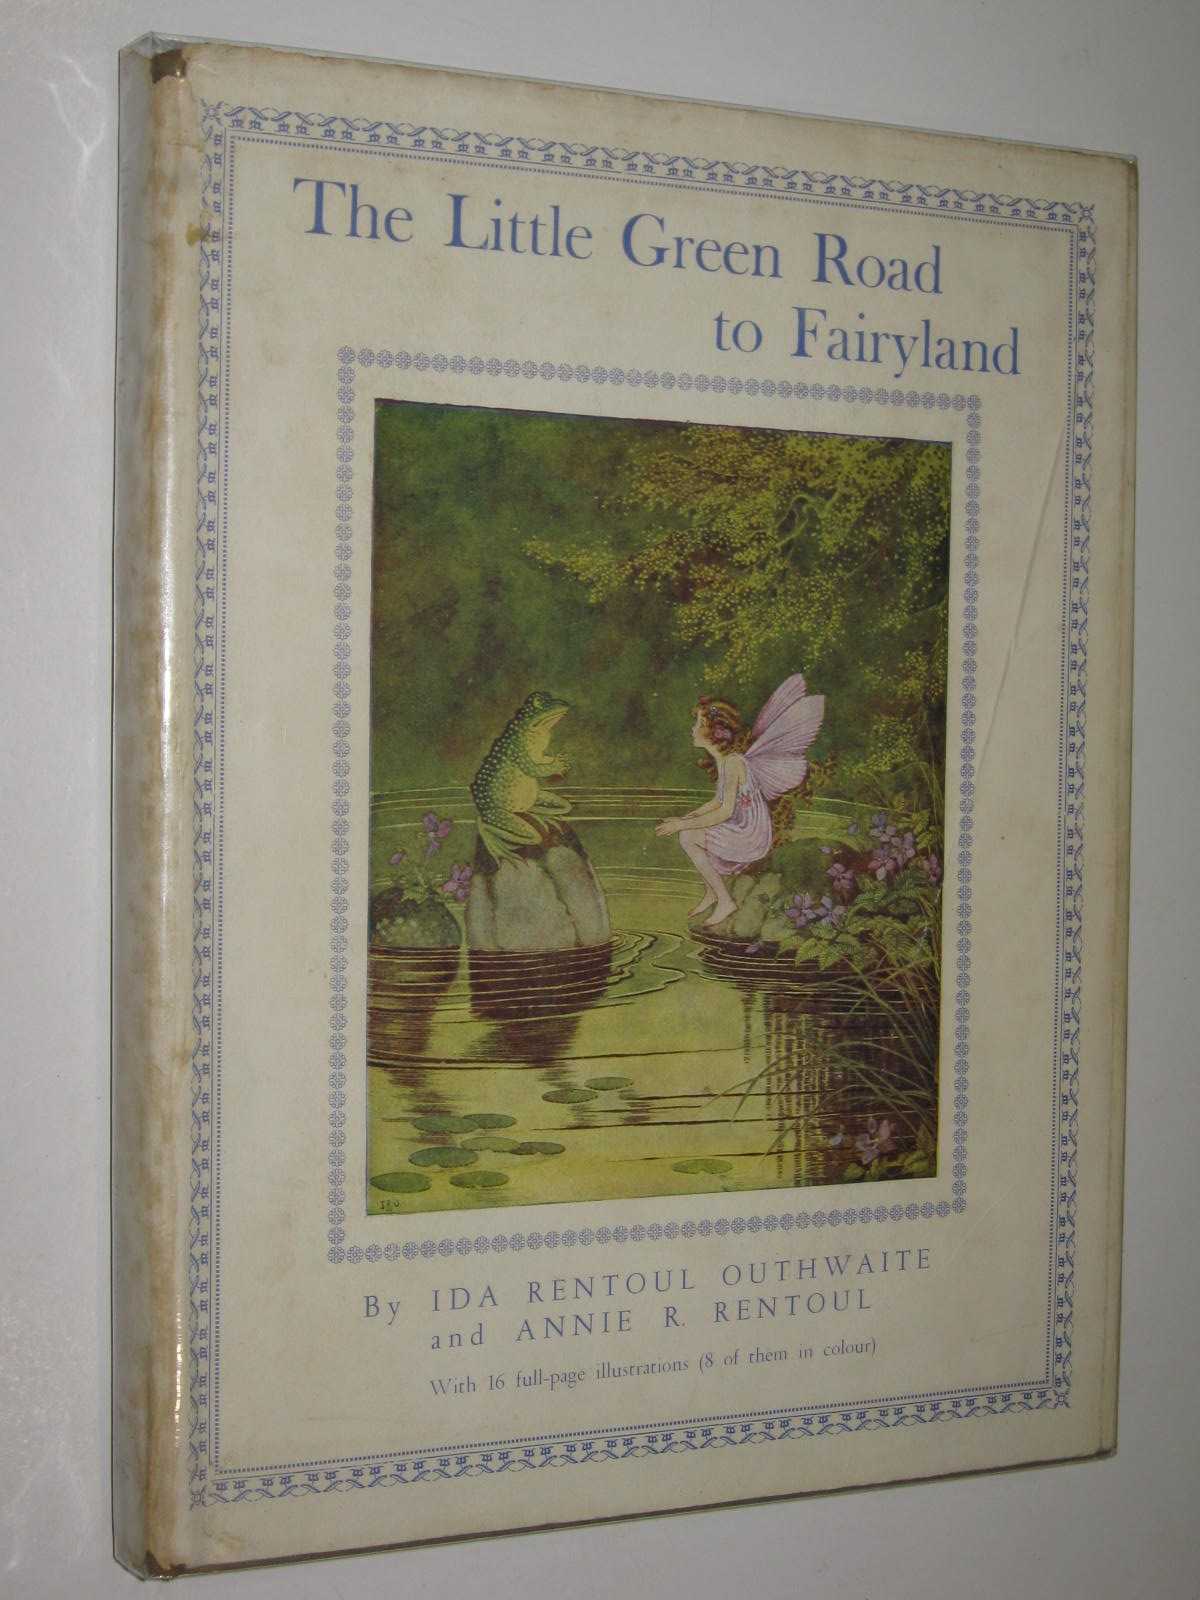 The Little Green Road
to Fairyland
I.R.O.
By IDA RENTOUL OUTHWAITE
and ANNIE R. RENTOUL
With 16 full-page illustrations (8 of them in colour)